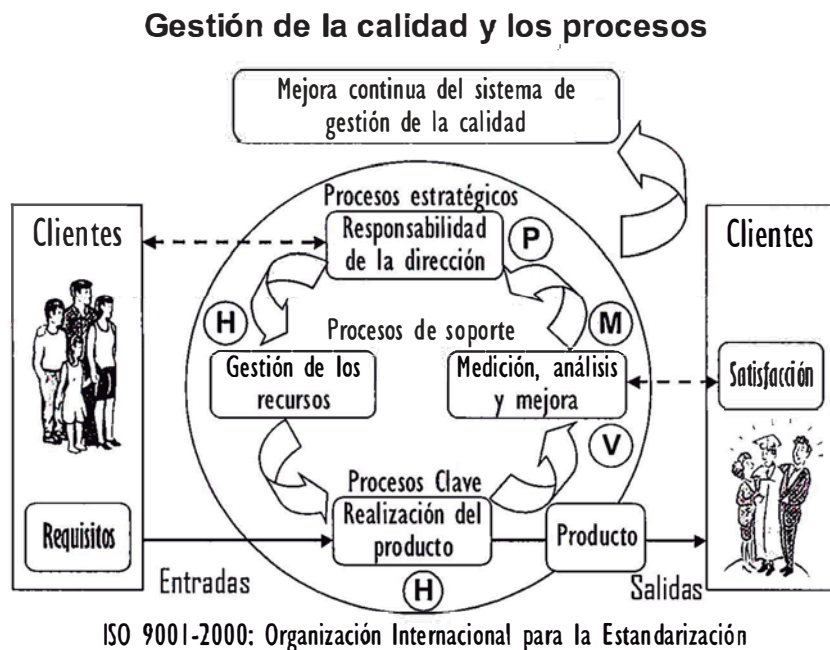 Gestión de la calidad y los procesos
Mejora continua del sistema de
gestión de la calidad
Procesos estratégicos
Clientes
Responsabilidad
de la dirección
P
Clientes
H
Procesos de soporte
M
Gestión de los
recursos
Medición, análisis
y mejora
Satisfacción
V
Procesos Clave
Requisitos
Realización del
producto
Producto
Entradas
H
Salidas
ISO 9001-2000: Organización Internacional para la Estandarización